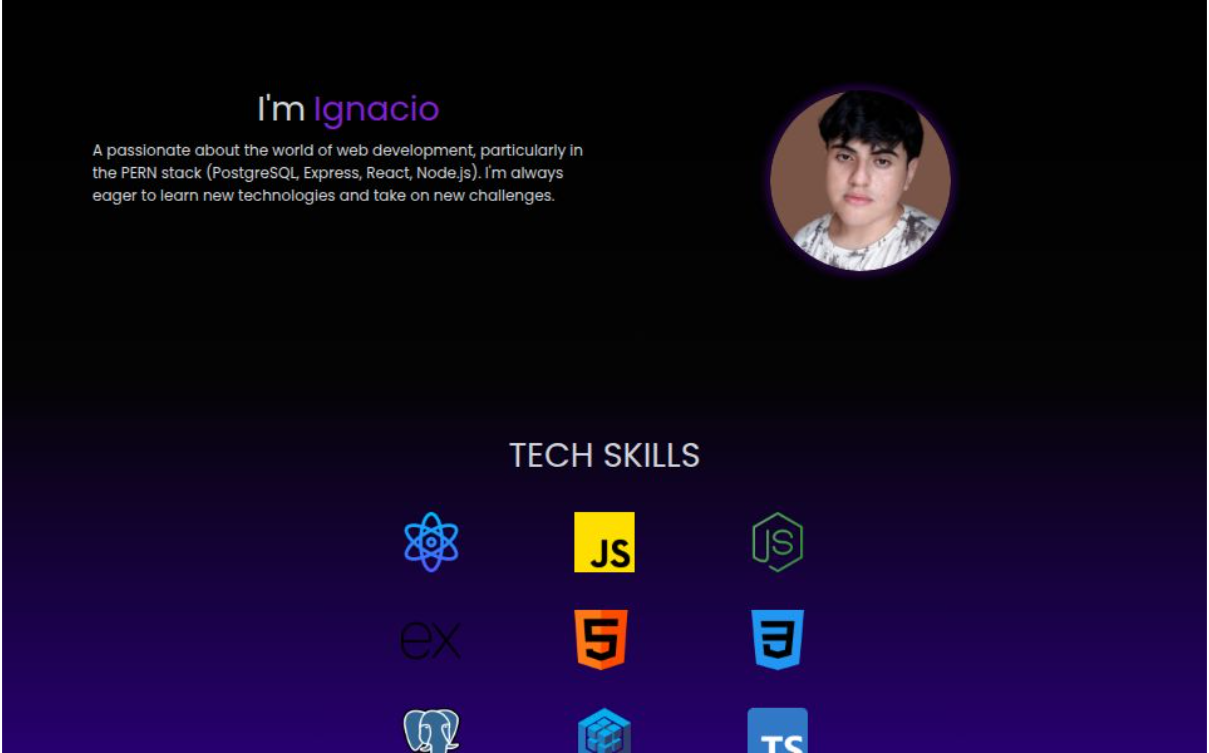 I'm Ignacio
A passionate about the world of web development, particularly in
the PERN stack (PostgreSQL, Express, React, Node.js). I'm always
eager to learn new technologies and take on new challenges.
TECH SKILLS
JS
JS
ex
5
3
TS